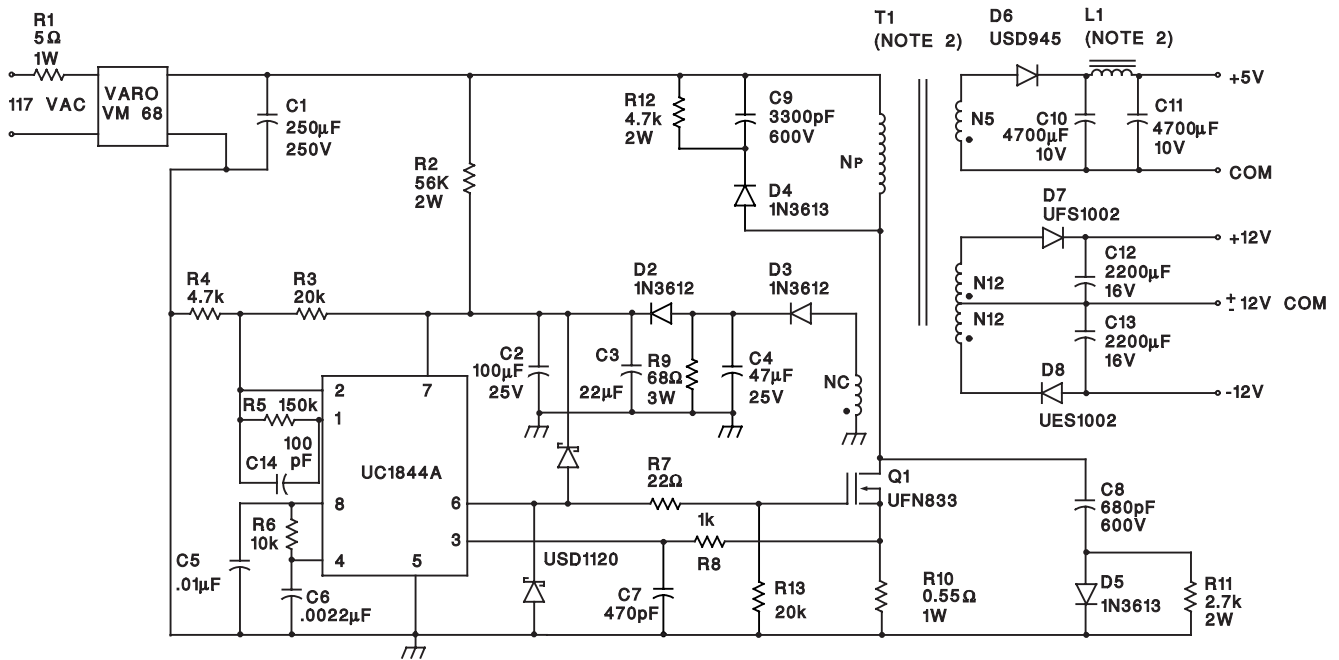 R1
5Ω
1W
117 VAC
VARO
VM 68
C1
250µF
250V
R2
56K
2W
R12
4.7k
2W
C9
3300pF
600V
D4
1N3613
NP
T1
(NOTE 2)
D6
USD945
L1
(NOTE 2)
+5V
N5
C10
4700µF
10V
C11
4700µF
10V
COM
D7
UFS1002
+12V
N12
N12
C12
2200µF
16V
+
- 12V COM
C13
2200µF
16V
D8
UES1002
-12V
R4
4.7k
R3
20k
D2
1N3612
D3
1N3612
C2
100µF
25V
C3
22µF
R9
68Ω
3W
C4
47µF
25V
NC
2
7
R5 150k
1
100
pF
C14
UC1844A
8
6
R6
10k
3
4
5
C5
.01µF
C6
.0022µF
USD1120
R7
22Ω
1k
R8
C7
470pF
R13
20k
Q1
UFN833
R10
0.55Ω
1W
C8
680pF
600V
D5
1N3613
R11
2.7k
2W